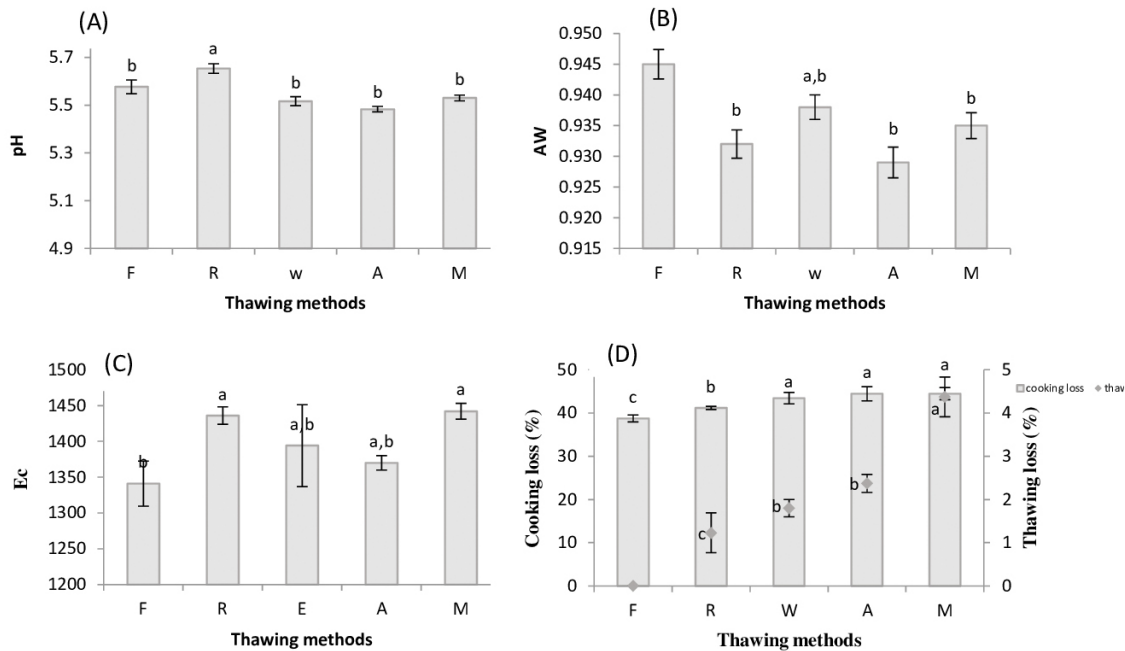 (A)
5.7
5.5
5.3
5.1
4.9
pH
b
a
b
b
b
F R w A M
Thawing methods
(B)
0.950
0.945
0.940
0.935
0.930
0.925
0.920
0.915
AW
a
b
a,b
b
b
F R w A M
Thawing methods
(C)
1500
1450
1400
1350
1300
1250
1200
Ec
b
a
a,b
a,b
a
F R E A M
Thawing methods
(D)
50
40
30
20
10
0
Cooking loss (%)
c
b
a
a
a
c
b
b
a
5
4
3
2
1
0
Thawing loss (%)
cooking loss thaw
F R W A M
Thawing methods